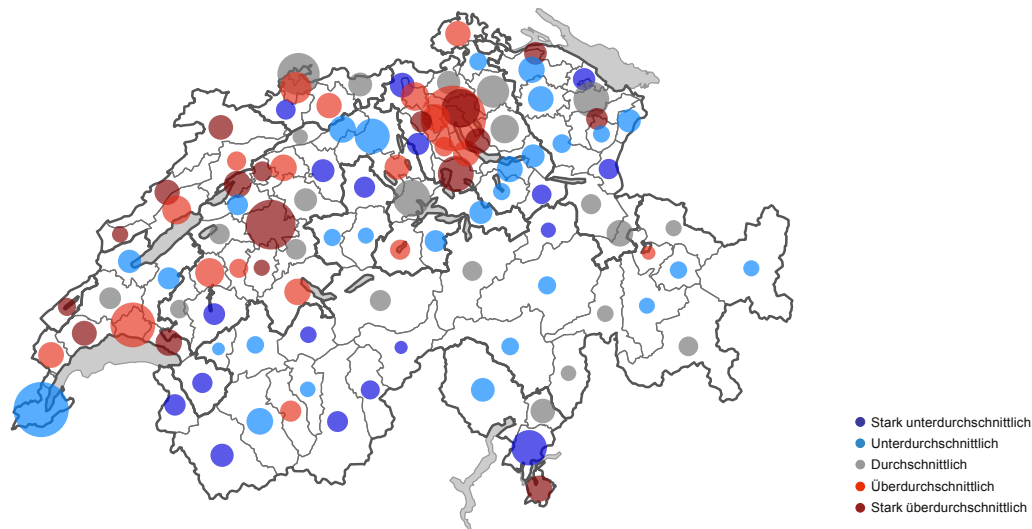 Stark unterdurchschnittlich
Unterdurchschnittlich
Durchschnittlich
Überdurchschnittlich
Stark überdurchschnittlich